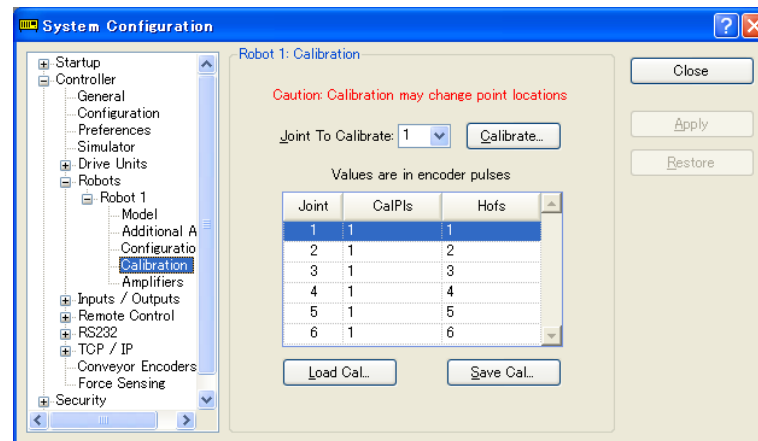 System Configuration
Startup
Controller
General
Configuration
Preferences
Simulator
Drive Units
Robots
Robot 1
Model
Additional A
Configuratio
Calibration
Amplifiers
Inputs / Outputs
Remote Control
RS232
TCP / IP
Conveyor Encoders
Force Sensing
Security
Robot 1: Calibration
Caution: Calibration may change point locations
Joint To Calibrate: 1 Calibrate...
Values are in encoder pulses
Joint CalPls Hofs
1 1 1
2 1 2
3 1 3
4 1 4
5 1 5
6 1 6
Load Cal... Save Cal...
Close
Apply
Restore